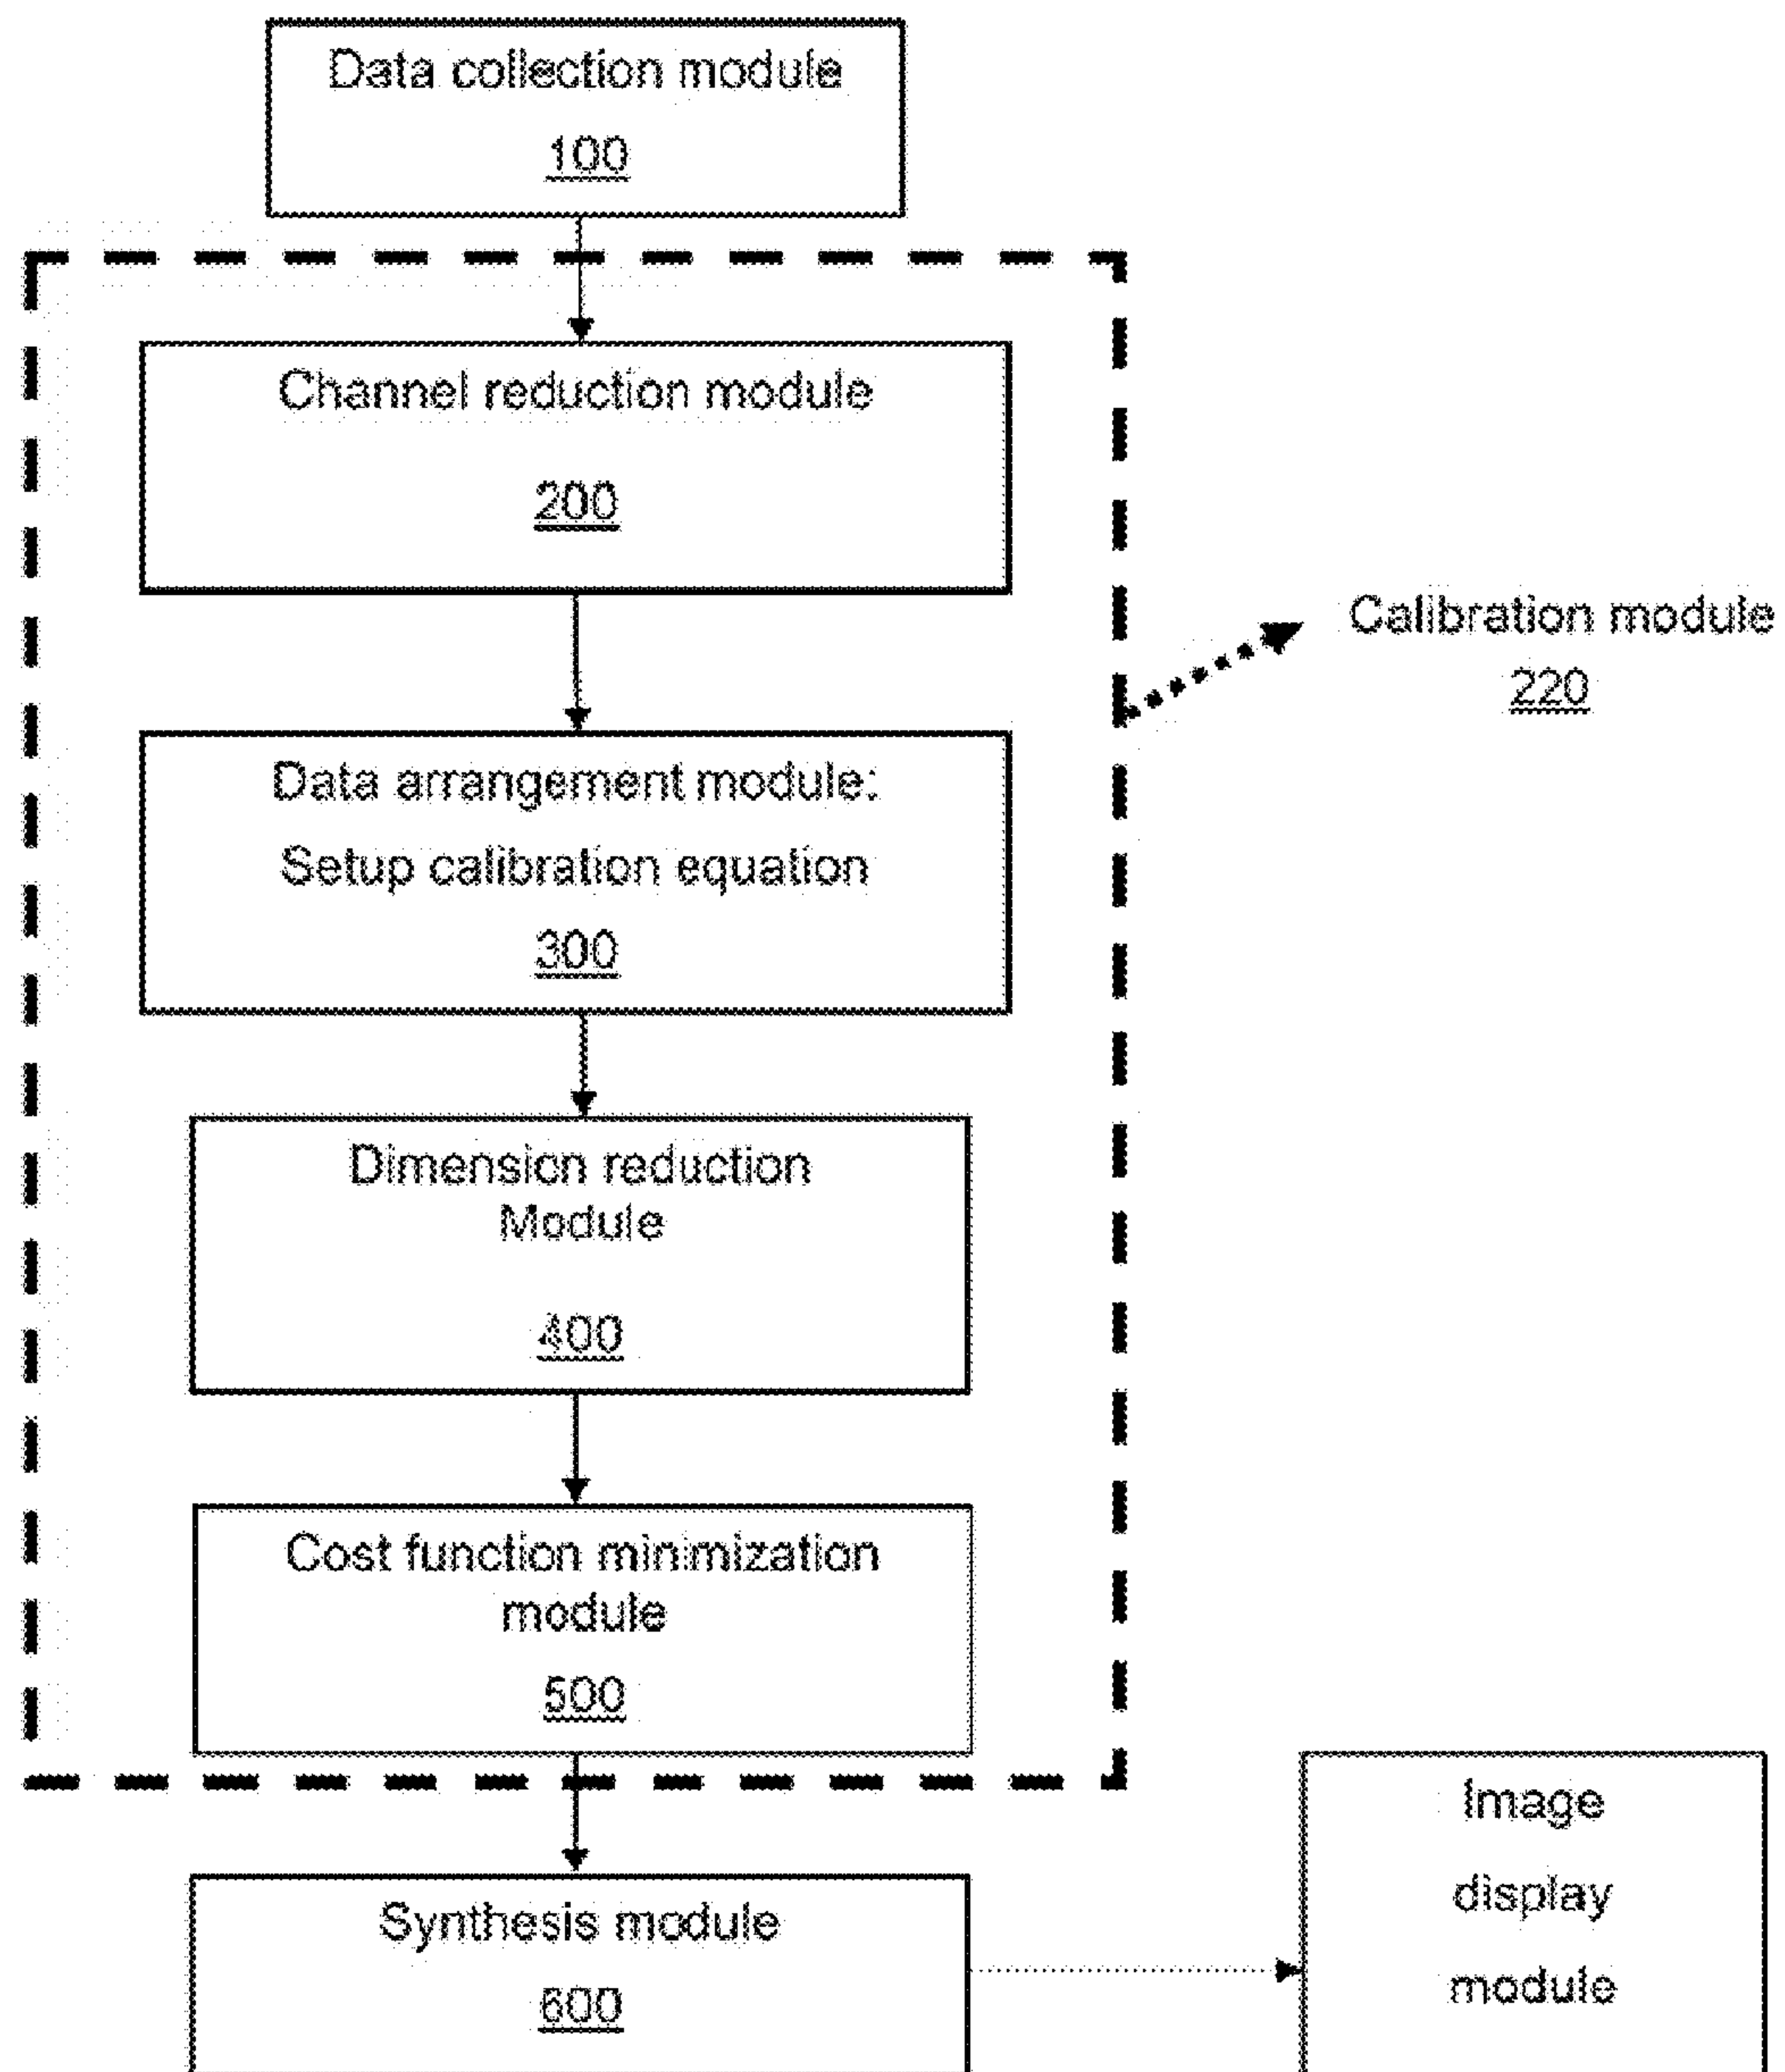 Data collection module
100
Channel reduction module
200
Calibration module
220
Data arrangement module:
Setup calibration equation
300
Dimension reduction
Module
400
Cost function minimization
module
500
Synthesis module
600
Image
display
module